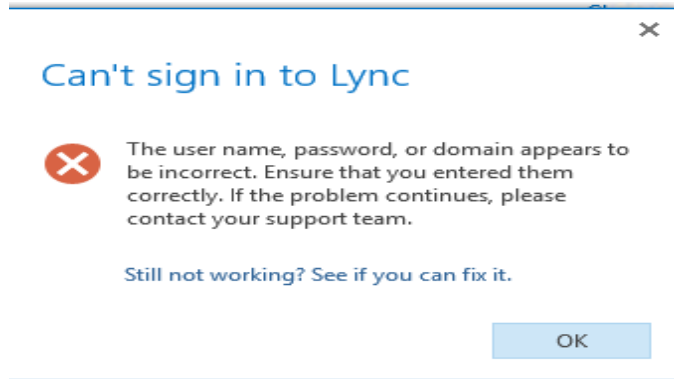 Can't sign in to Lync
The user name, password, or domain appears to
be incorrect. Ensure that you entered them
correctly. If the problem continues, please
contact your support team.
Still not working? See if you can fix it.
OK